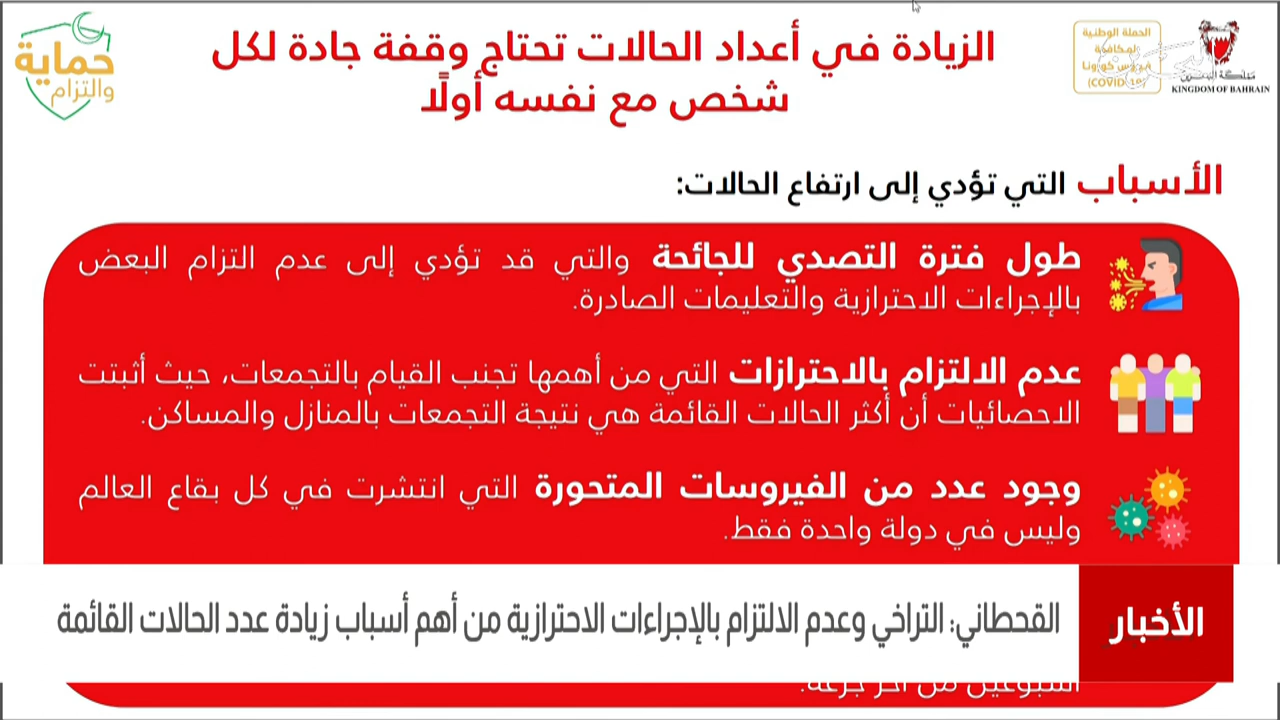 حماية
والتزام
الزيادة في أعداد الحالات تحتاج وقفة جادة لكل
شخص مع نفسه أولًا
الحملة الوطنية
لمكافحة
فيروس كورونا
(COVID-19)
مملكة البحرين
KINGDOM OF BAHRAIN
الأسباب التي تؤدي إلى ارتفاع الحالات:
طول فترة التصدي للجائحة والتي قد تؤدي إلى عدم التزام البعض
بالإجراءات الاحترازية والتعليمات الصادرة.
عدم الالتزام بالاحترازات التي من أهمها تجنب القيام بالتجمعات، حيث أثبتت
الاحصائيات أن أكثر الحالات القائمة هي نتيجة التجمعات بالمنازل والمساكن.
وجود عدد من الفيروسات المتحورة التي انتشرت في كل بقاع العالم
وليس في دولة واحدة فقط.
الأخبار
القحطاني: التراخي وعدم الالتزام بالإجراءات الاحترازية من أهم أسباب زيادة عدد الحالات القائمة